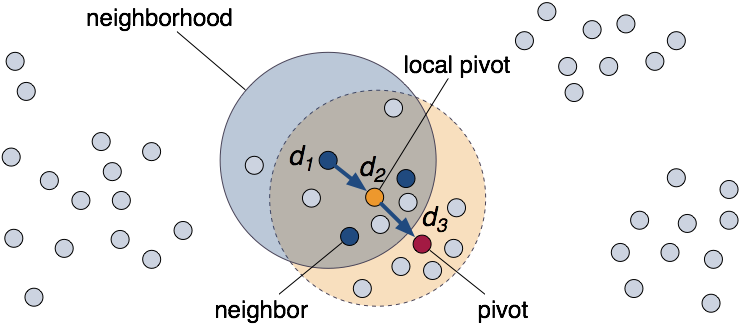 neighborhood
local pivot
d1
d2
d3
neighbor
pivot